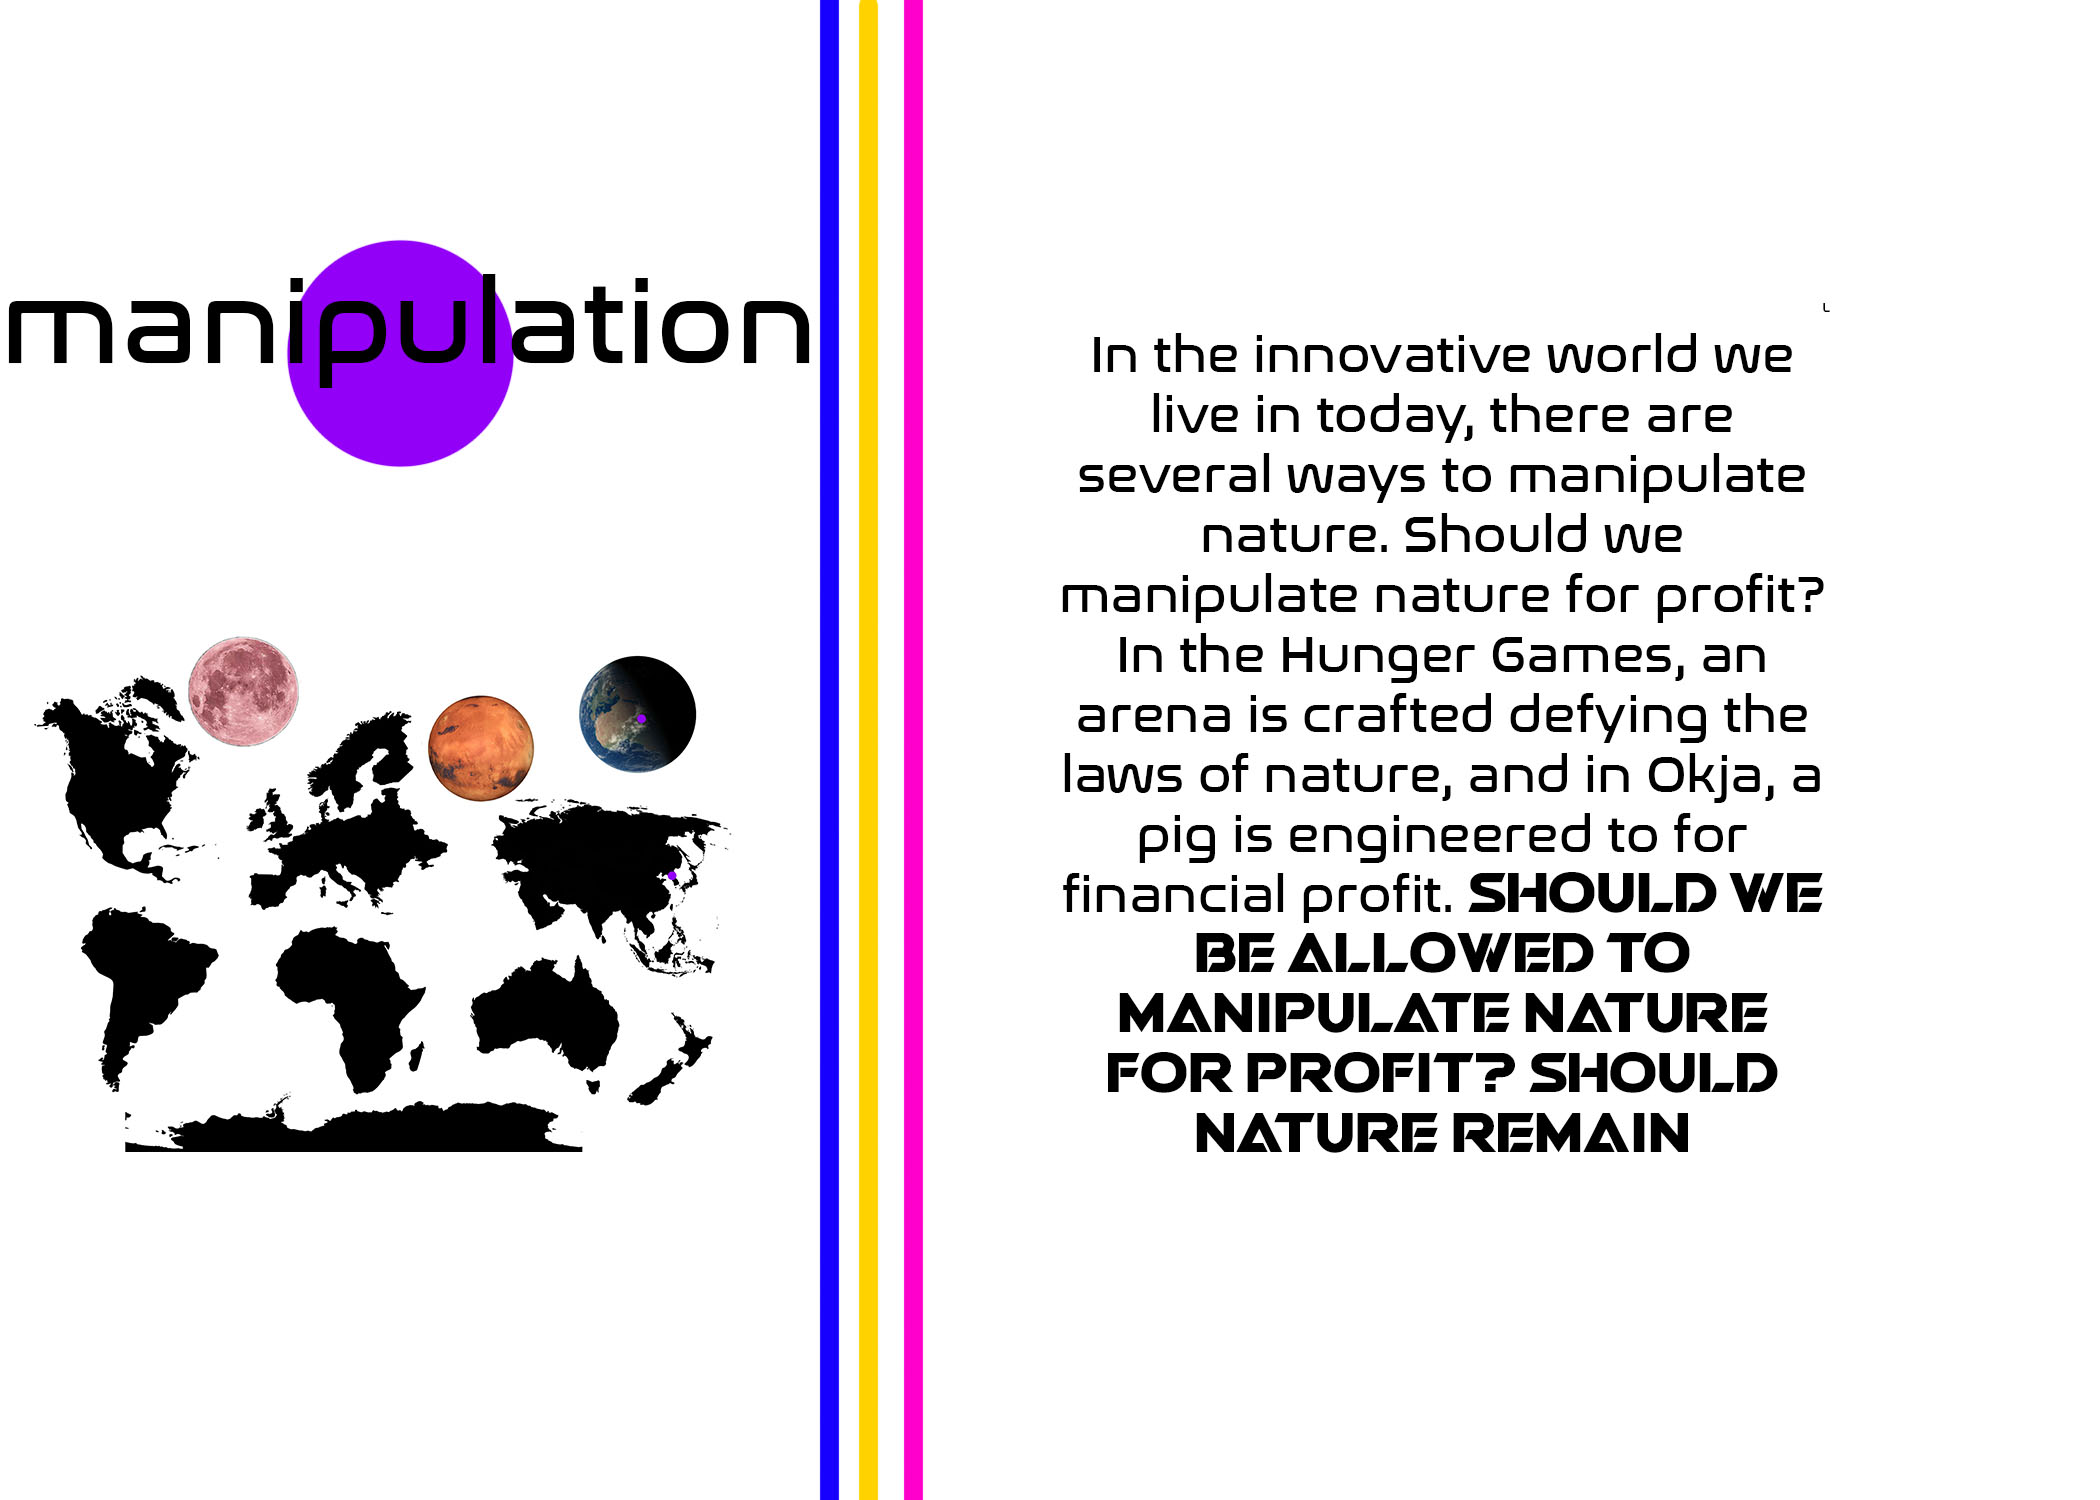 manipulation
In the innovative world we
live in today, there are
several ways to manipulate
nature. Should we
manipulate nature for profit?
In the Hunger Games, an
arena is crafted defying the
laws of nature, and in Okja, a
pig is engineered to for
financial profit. SHOULD WE
BE ALLOWED TO
MANIPULATE NATURE
FOR PROFIT? SHOULD
NATURE REMAIN